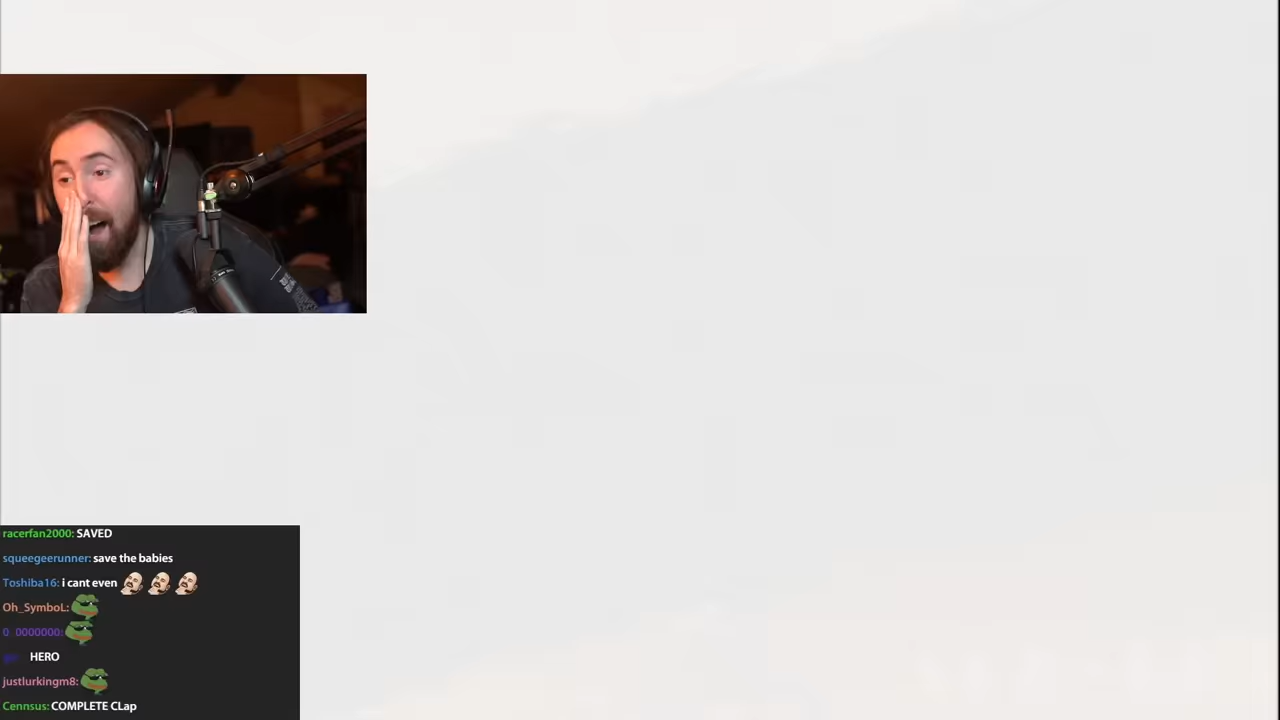 racerfan2000: SAVED
squeegeerunner: save the babies
Toshiba16: i cant even
Oh_SymboL:
0_0000000:
HERO
justlurkingm8:
Cennsus: COMPLETE CLap